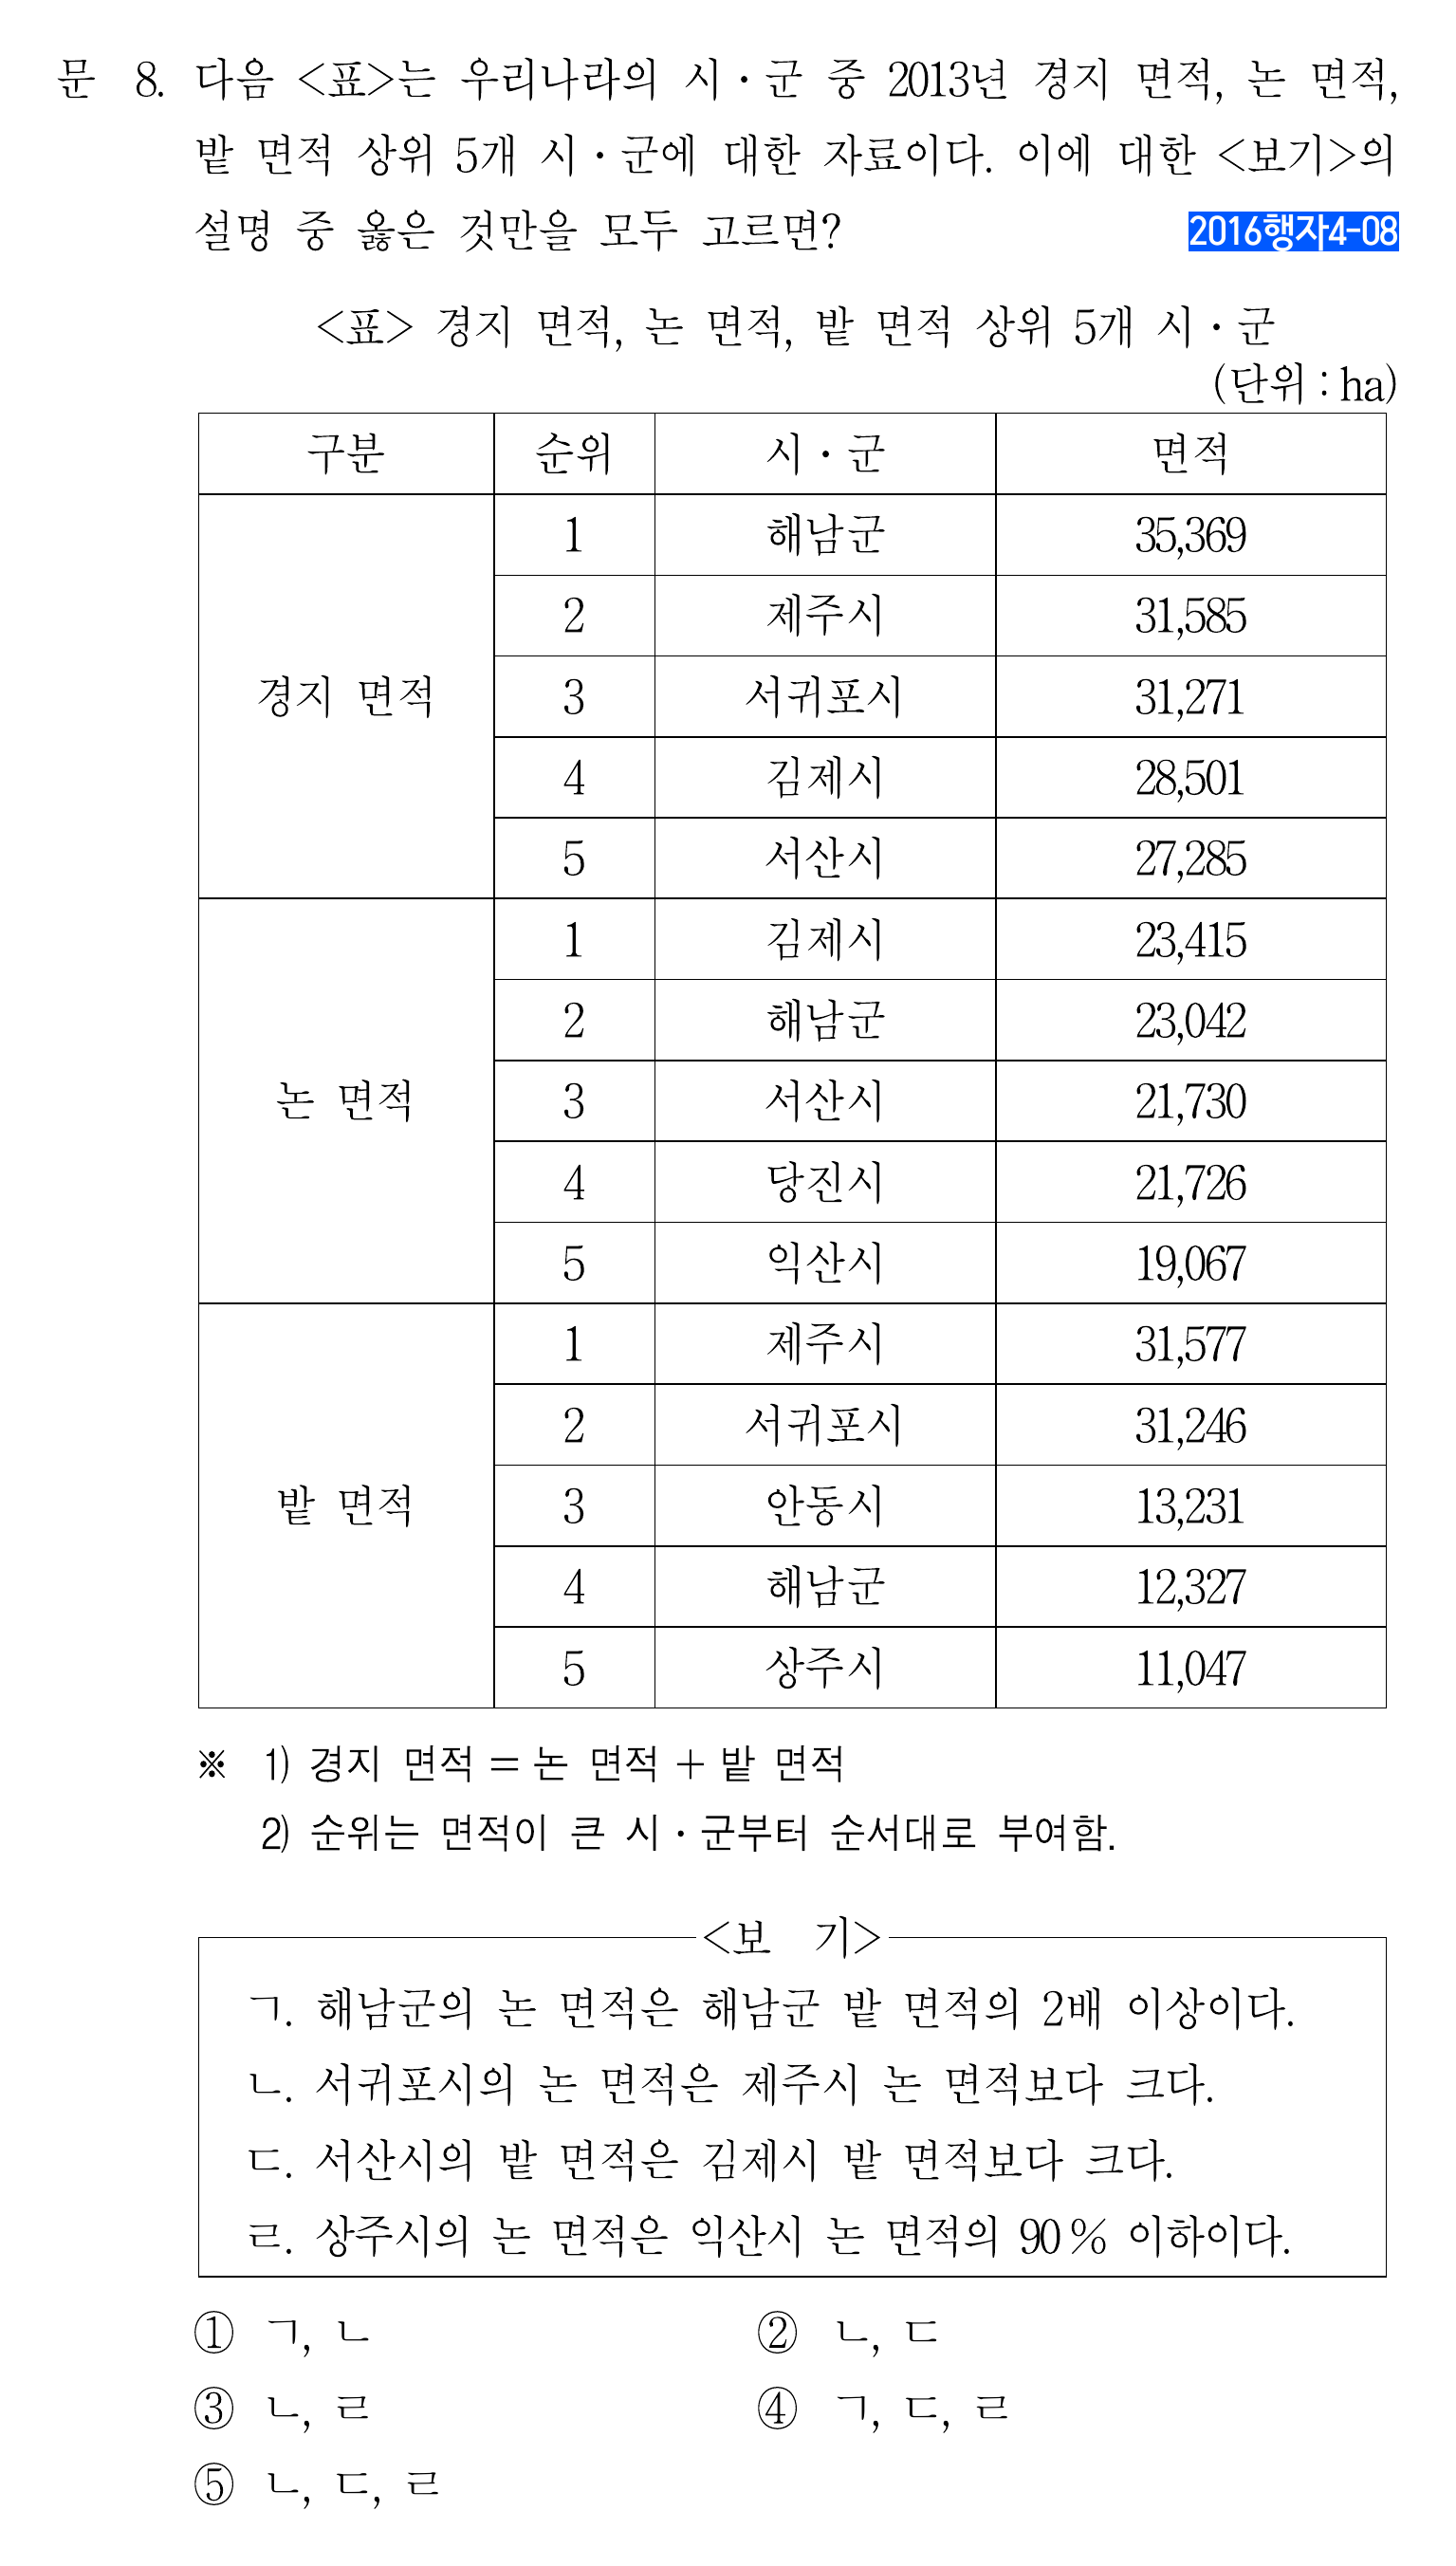 문 8. 다음 <표>는 우리나라의 시·군 중 2013년 경지 면적, 논 면적,
밭 면적 상위 5개 시·군에 대한 자료이다. 이에 대한 <보기>의
설명 중 옳은 것만을 모두 고르면?
2016행자4-08
<표> 경지 면적, 논 면적, 밭 면적 상위 5개 시·군
(단위 : ha)
구분 순위 시·군 면적
경지 면적
1 해남군 35,369
2 제주시 31,585
3 서귀포시 31,271
4 김제시 28,501
5 서산시 27,285
논 면적
1 김제시 23,415
2 해남군 23,042
3 서산시 21,730
4 당진시 21,726
5 익산시 19,067
밭 면적
1 제주시 31,577
2 서귀포시 31,246
3 안동시 13,231
4 해남군 12,327
5 상주시 11,047
※ 1) 경지 면적 = 논 면적 + 밭 면적
2) 순위는 면적이 큰 시·군부터 순서대로 부여함.
<보 기>
ㄱ. 해남군의 논 면적은 해남군 밭 면적의 2배 이상이다.
ㄴ. 서귀포시의 논 면적은 제주시 논 면적보다 크다.
ㄷ. 서산시의 밭 면적은 김제시 밭 면적보다 크다.
ㄹ. 상주시의 논 면적은 익산시 논 면적의 90 % 이하이다.
① ㄱ, ㄴ ② ㄴ, ㄷ
③ ㄴ, ㄹ ④ ㄱ, ㄷ, ㄹ
⑤ ㄴ, ㄷ, ㄹ